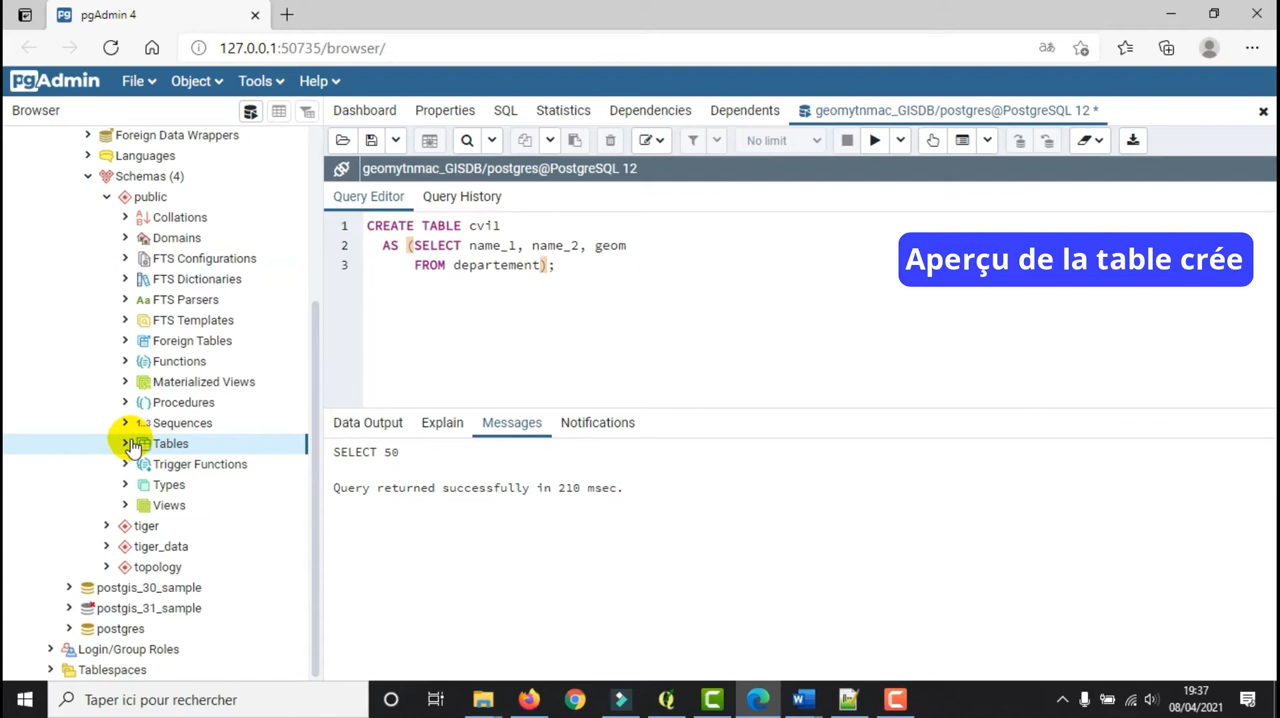 pgAdmin 4
127.0.0.1:50735/browser/
pgAdmin
File
Object
Tools
Help
Browser
Dashboard
Properties
SQL
Statistics
Dependencies
Dependents
geomytnmac_GISDB/postgres@PostgreSQL 12 *
Foreign Data Wrappers
Languages
Schemas (4)
public
Collations
Domains
FTS Configurations
FTS Dictionaries
FTS Parsers
FTS Templates
Foreign Tables
Functions
Materialized Views
Procedures
Sequences
Tables
Trigger Functions
Types
Views
tiger
tiger_data
topology
postgis_30_sample
postgis_31_sample
postgres
Login/Group Roles
Tablespaces
No limit
geomytnmac_GISDB/postgres@PostgreSQL 12
Query Editor
Query History
1 CREATE TABLE cvil
2 AS (SELECT name_1, name_2, geom
3 FROM departement);
Aperçu de la table crée
Data Output
Explain
Messages
Notifications
SELECT 50
Query returned successfully in 210 msec.
Taper ici pour rechercher
19:37
08/04/2021